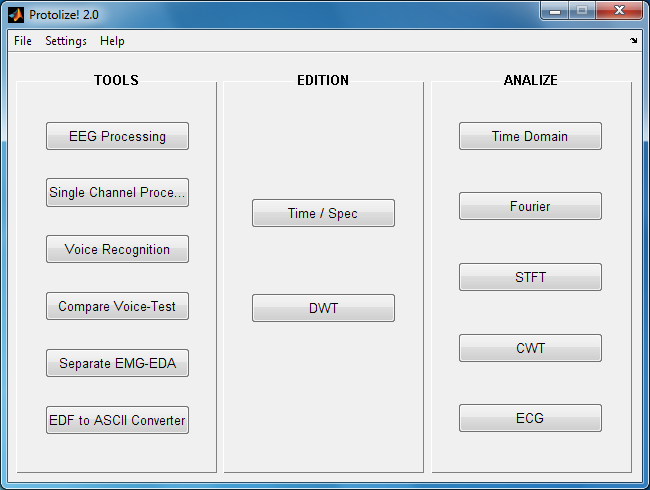 Protolize! 2.0
File Settings Help
TOOLS
EEG Processing
Single Channel Proce...
Voice Recognition
Compare Voice-Test
Separate EMG-EDA
EDF to ASCII Converter
EDITION
Time / Spec
DWT
ANALIZE
Time Domain
Fourier
STFT
CWT
ECG